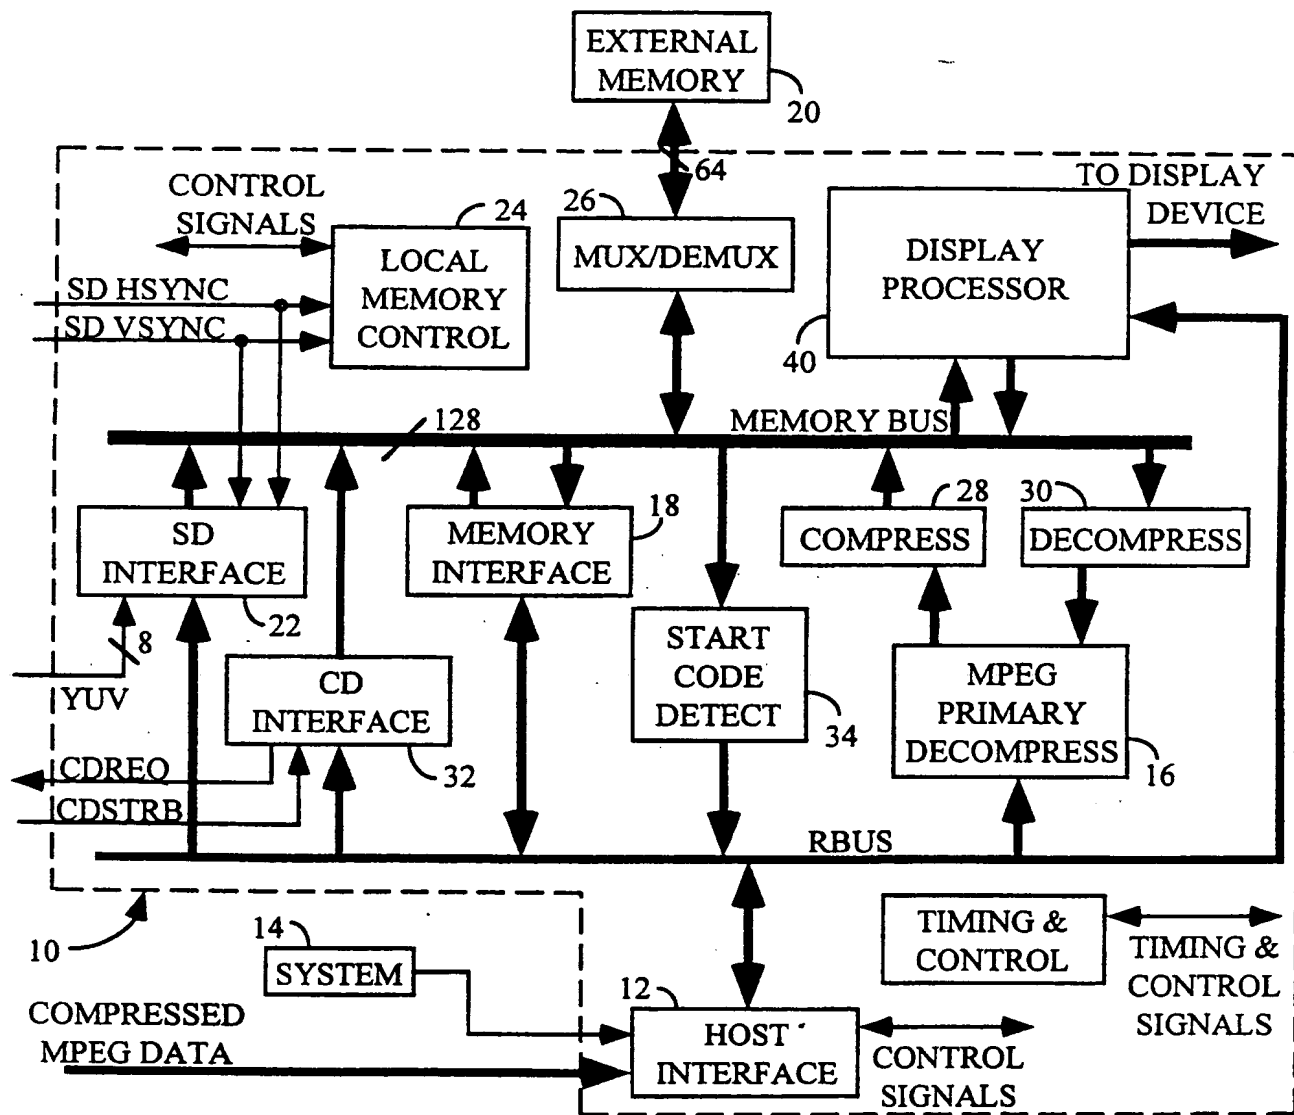 EXTERNAL
MEMORY
20
64
CONTROL
SIGNALS
24
LOCAL
MEMORY
CONTROL
26
MUX/DEMUX
DISPLAY
PROCESSOR
40
TO DISPLAY
DEVICE
SD HSYNC
SD VSYNC
128
MEMORY BUS
SD
INTERFACE
22
8
YUV
MEMORY
INTERFACE
18
28
COMPRESS
30
DECOMPRESS
CD
INTERFACE
32
START
CODE
DETECT
34
MPEG
PRIMARY
DECOMPRESS
16
CDREQ
CDSTRB
RBUS
10
14
SYSTEM
TIMING &
CONTROL
TIMING &
CONTROL
SIGNALS
COMPRESSED
MPEG DATA
12
HOST
INTERFACE
CONTROL
SIGNALS